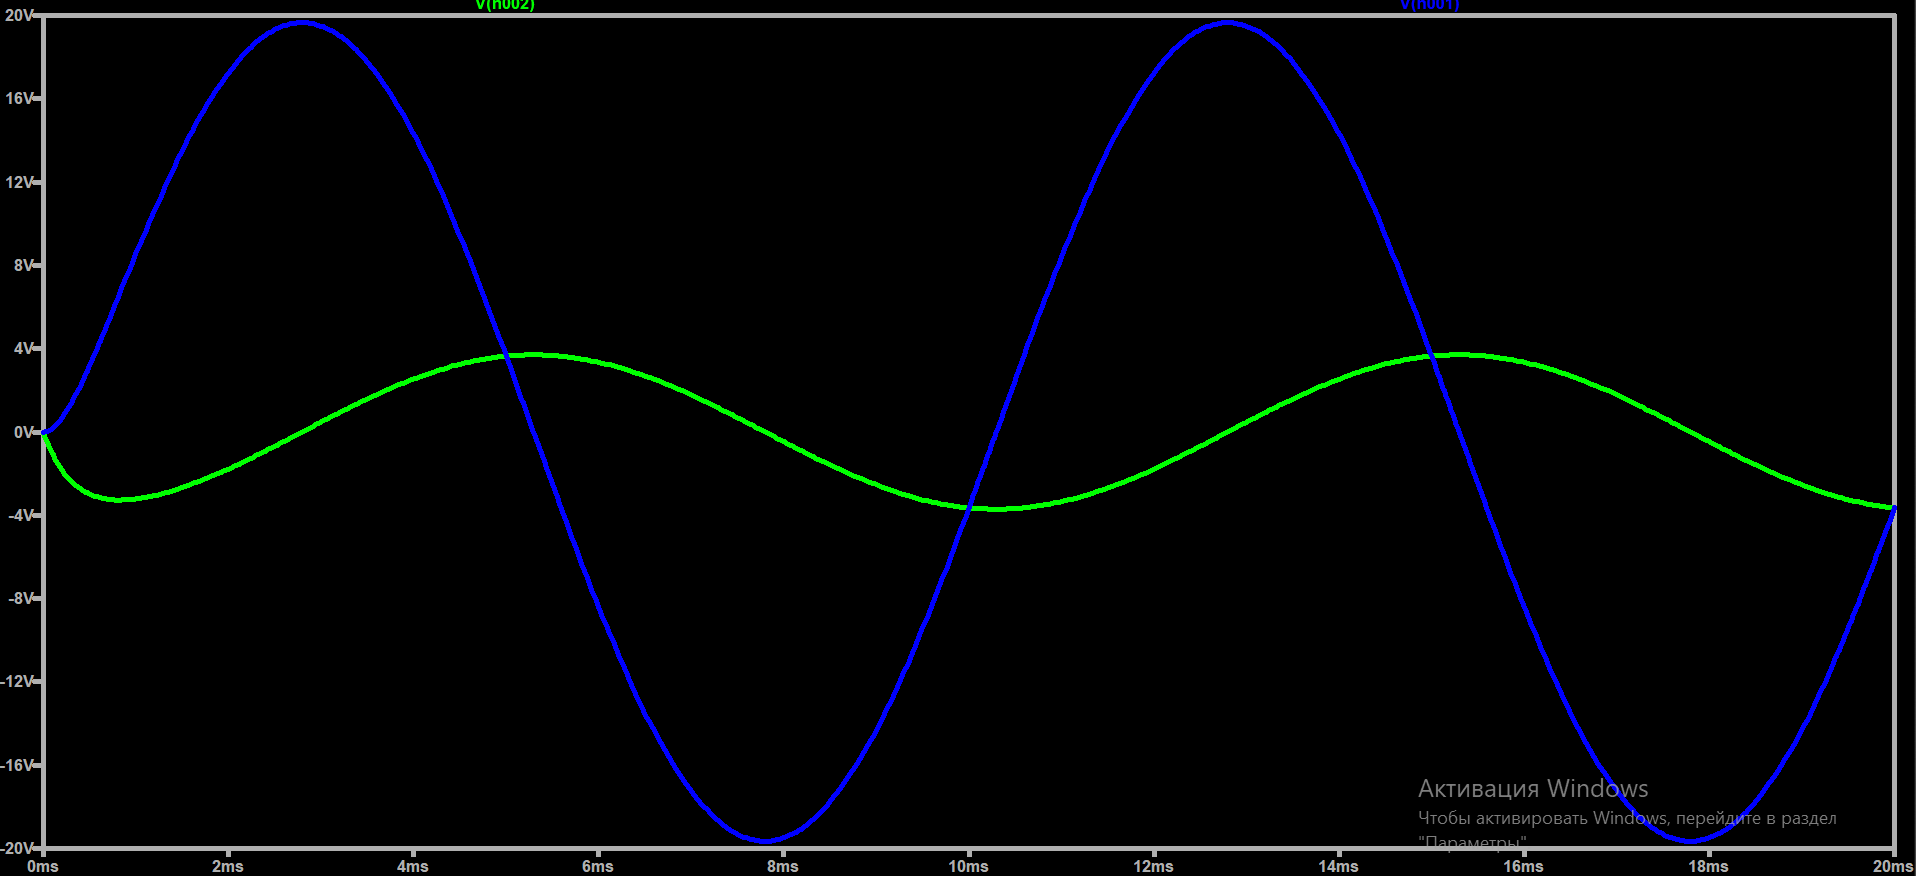 V(n002) V(n001)
20V
16V
12V
8V
4V
0V
-4V
-8V
-12V
-16V
-20V
0ms 2ms 4ms 6ms 8ms 10ms 12ms 14ms 16ms 18ms 20ms
Активация Windows
Чтобы активировать Windows, перейдите в раздел
"Параметры".